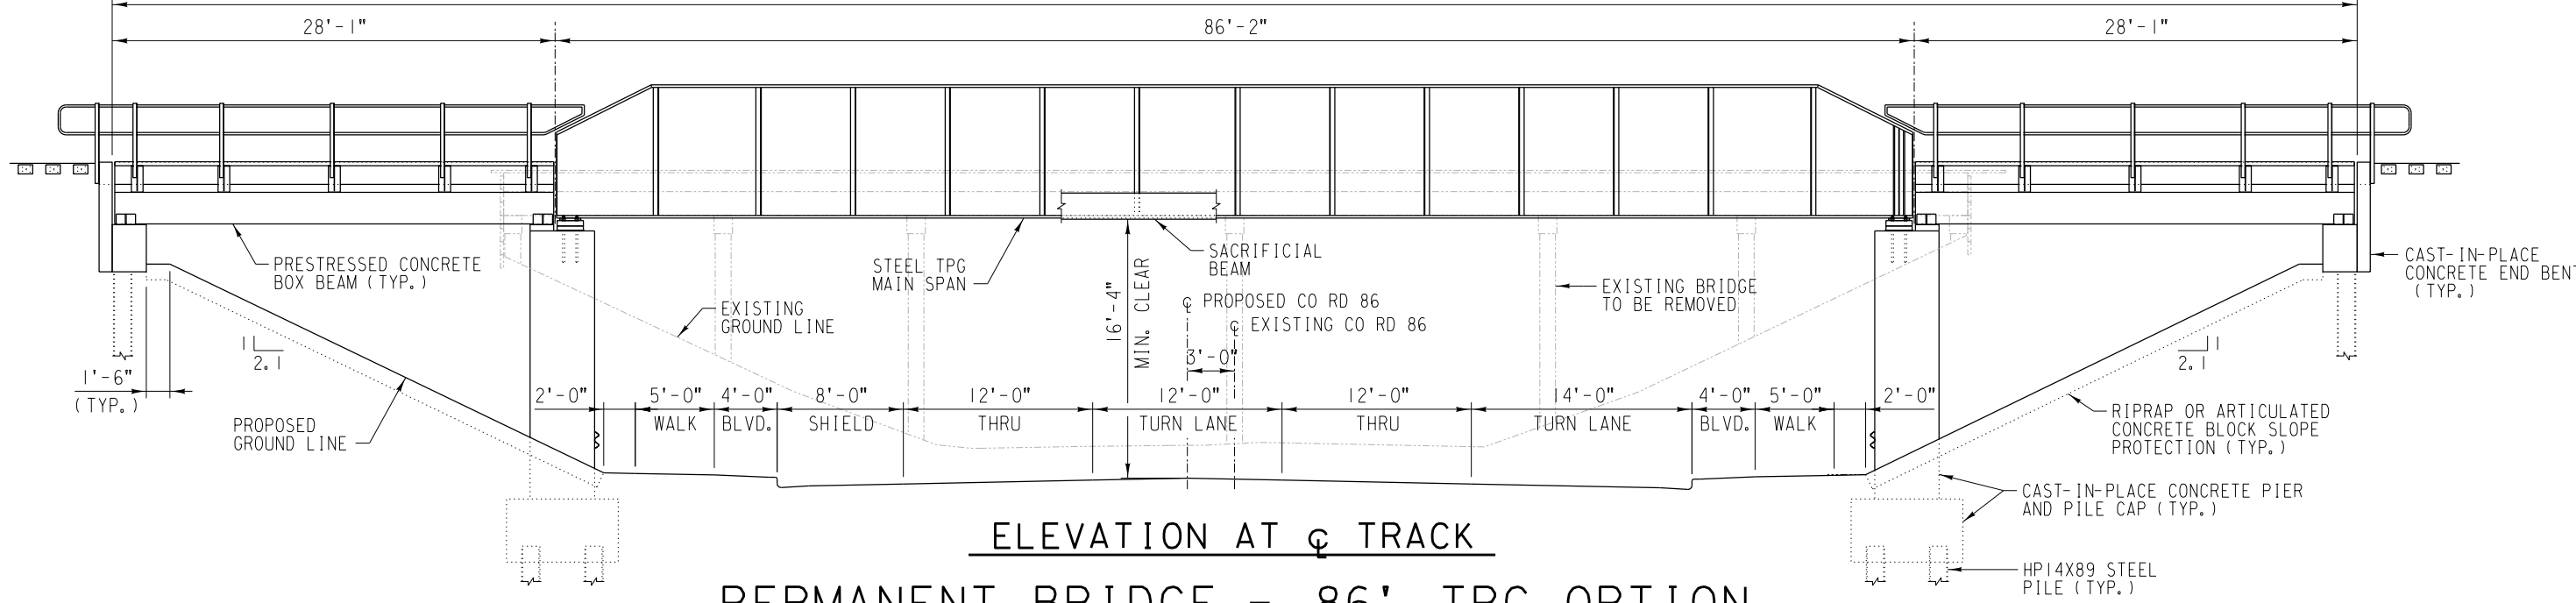 28'-1"
86'-2"
28'-1"
PRESTRESSED CONCRETE
BOX BEAM (TYP.)
STEEL TPG
MAIN SPAN
SACRIFICIAL
BEAM
16'-4"
MIN. CLEAR
℄ PROPOSED CO RD 86
℄ EXISTING CO RD 86
3'-0"
EXISTING BRIDGE
TO BE REMOVED
CAST-IN-PLACE
CONCRETE END BENT
(TYP.)
EXISTING
GROUND LINE
1
2.1
1
2.1
1'-6"
(TYP.)
PROPOSED
GROUND LINE
2'-0"
5'-0"
4'-0"
8'-0"
12'-0"
12'-0"
12'-0"
14'-0"
4'-0"
5'-0"
2'-0"
WALK
BLVD.
SHIELD
THRU
TURN LANE
THRU
TURN LANE
BLVD.
WALK
RIPRAP OR ARTICULATED
CONCRETE BLOCK SLOPE
PROTECTION (TYP.)
CAST-IN-PLACE CONCRETE PIER
AND PILE CAP (TYP.)
HP14X89 STEEL
PILE (TYP.)
ELEVATION AT ℄ TRACK
PERMANENT BRIDGE - 86' TPG OPTION